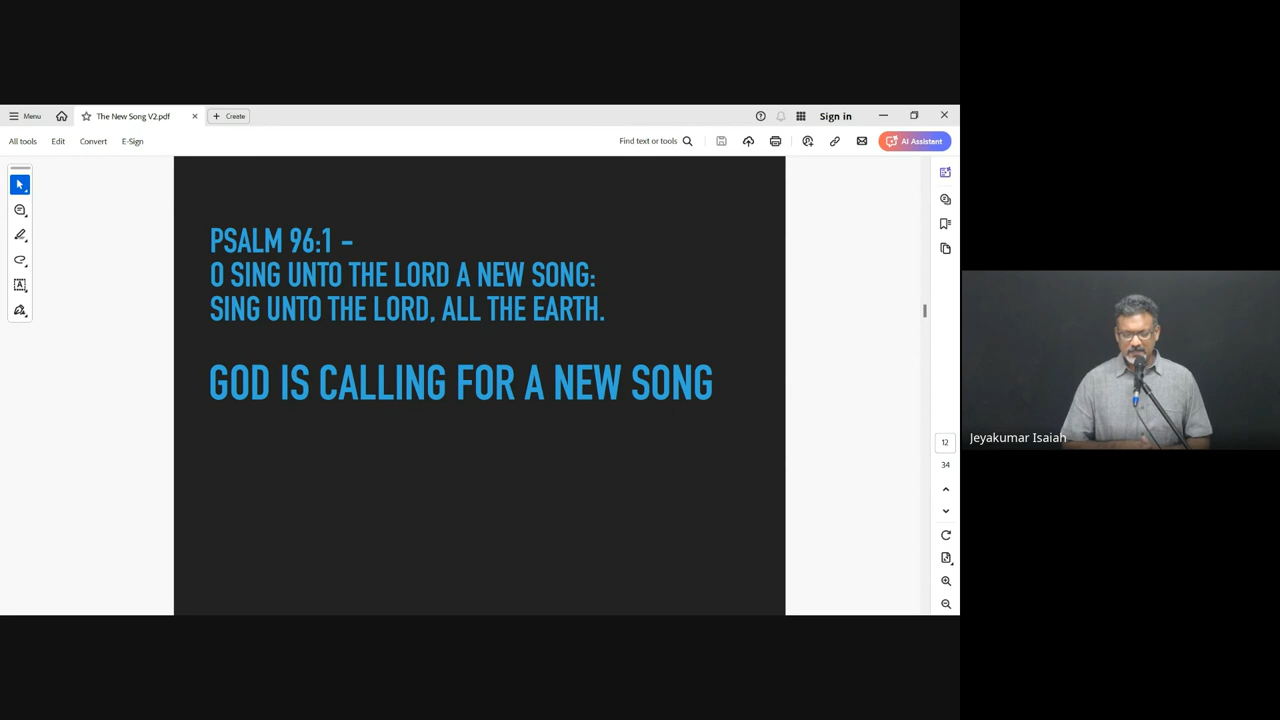 Menu
The New Song V2.pdf
Create
Sign in
All tools
Edit
Convert
E-Sign
Find text or tools
AI Assistant
PSALM 96:1 –
O SING UNTO THE LORD A NEW SONG:
SING UNTO THE LORD, ALL THE EARTH.
GOD IS CALLING FOR A NEW SONG
Jeyakumar Isaiah
12
34